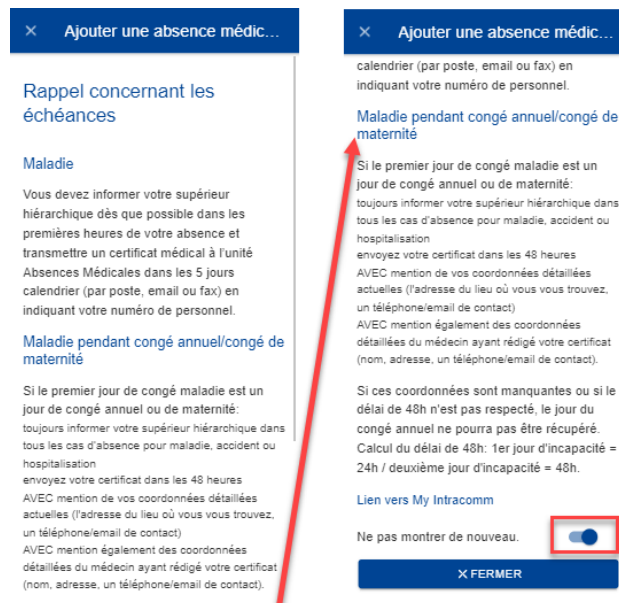 × Ajouter une absence médic...
Rappel concernant les
échéances
Maladie
Vous devez informer votre supérieur
hiérarchique dès que possible dans les
premières heures de votre absence et
transmettre un certificat médical à l'unité
Absences Médicales dans les 5 jours
calendrier (par poste, email ou fax) en
indiquant votre numéro de personnel.
Maladie pendant congé annuel/congé de
maternité
Si le premier jour de congé maladie est un
jour de congé annuel ou de maternité:
toujours informer votre supérieur hiérarchique dans
tous les cas d'absence pour maladie, accident ou
hospitalisation
envoyez votre certificat dans les 48 heures
AVEC mention de vos coordonnées détaillées
actuelles (l'adresse du lieu où vous vous trouvez,
un téléphone/email de contact)
AVEC mention également des coordonnées
détaillées du médecin ayant rédigé votre certificat
(nom, adresse, un téléphone/email de contact).
× Ajouter une absence médic...
calendrier (par poste, email ou fax) en
indiquant votre numéro de personnel.
Maladie pendant congé annuel/congé de
maternité
Si le premier jour de congé maladie est un
jour de congé annuel ou de maternité:
toujours informer votre supérieur hiérarchique dans
tous les cas d'absence pour maladie, accident ou
hospitalisation
envoyez votre certificat dans les 48 heures
AVEC mention de vos coordonnées détaillées
actuelles (l'adresse du lieu où vous vous trouvez,
un téléphone/email de contact)
AVEC mention également des coordonnées
détaillées du médecin ayant rédigé votre certificat
(nom, adresse, un téléphone/email de contact).
Si ces coordonnées sont manquantes ou si le
délai de 48h n'est pas respecté, le jour du
congé annuel ne pourra pas être récupéré.
Calcul du délai de 48h: 1er jour d'incapacité =
24h / deuxième jour d'incapacité = 48h.
Lien vers My Intracomm
Ne pas montrer de nouveau.
× FERMER